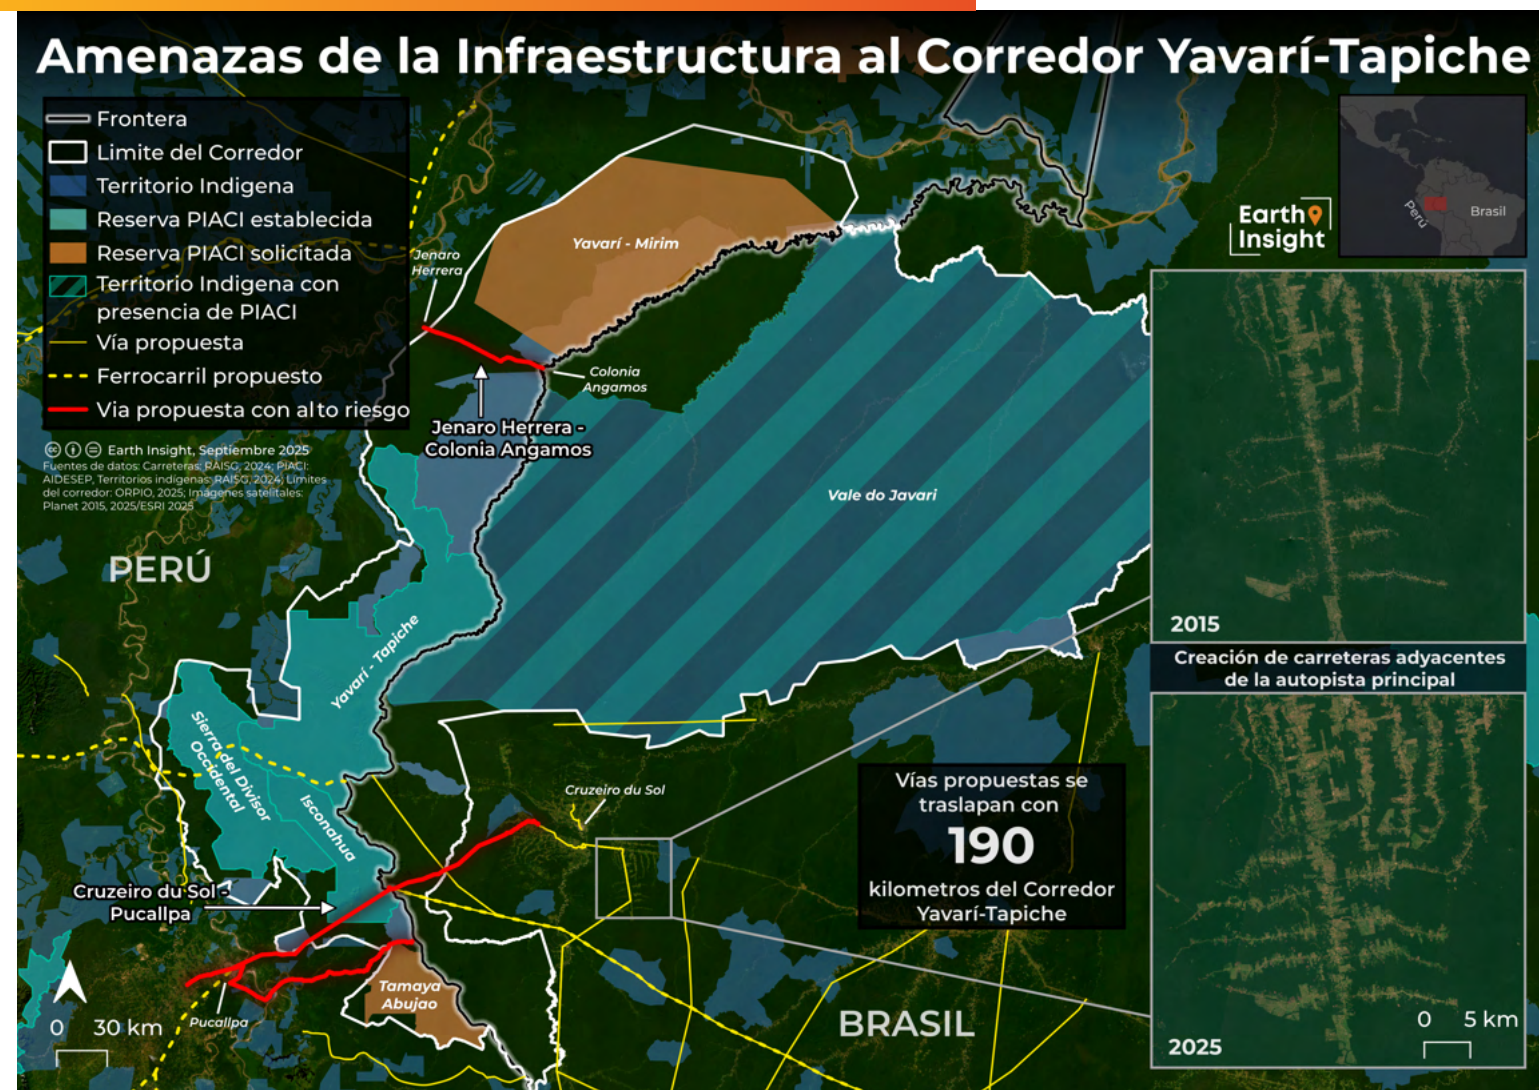 Amenazas de la Infraestructura al Corredor Yavarí-Tapiche
Frontera
Limite del Corredor
Territorio Indigena
Reserva PIACI establecida
Reserva PIACI solicitada
Territorio Indigena con
presencia de PIACI
Vía propuesta
Ferrocarril propuesto
Via propuesta con alto riesgo
Earth Insight, Septiembre 2025
Fuentes de datos: Carreteras: RAISG, 2024; PIACI:
AIDESEP, Territorios indígenas: RAISG, 2024; Límites
del corredor: ORPIO, 2025; Imágenes satelitales:
Planet 2015, 2025/ESRI 2025
Jenaro
Herrera
Yavarí - Mirim
Colonia
Angamos
Jenaro Herrera -
Colonia Angamos
Vale do Javari
PERÚ
Yavarí - Tapiche
Sierra del Divisor
Occidental
Isconahua
Cruzeiro du Sol
Cruzeiro du Sol -
Pucallpa
Tamaya
Abujao
Pucallpa
0 30 km
BRASIL
Vías propuestas se
traslapan con
190
kilometros del Corredor
Yavarí-Tapiche
Earth
Insight
Perú
Brasil
2015
Creación de carreteras adyacentes
de la autopista principal
0 5 km
2025